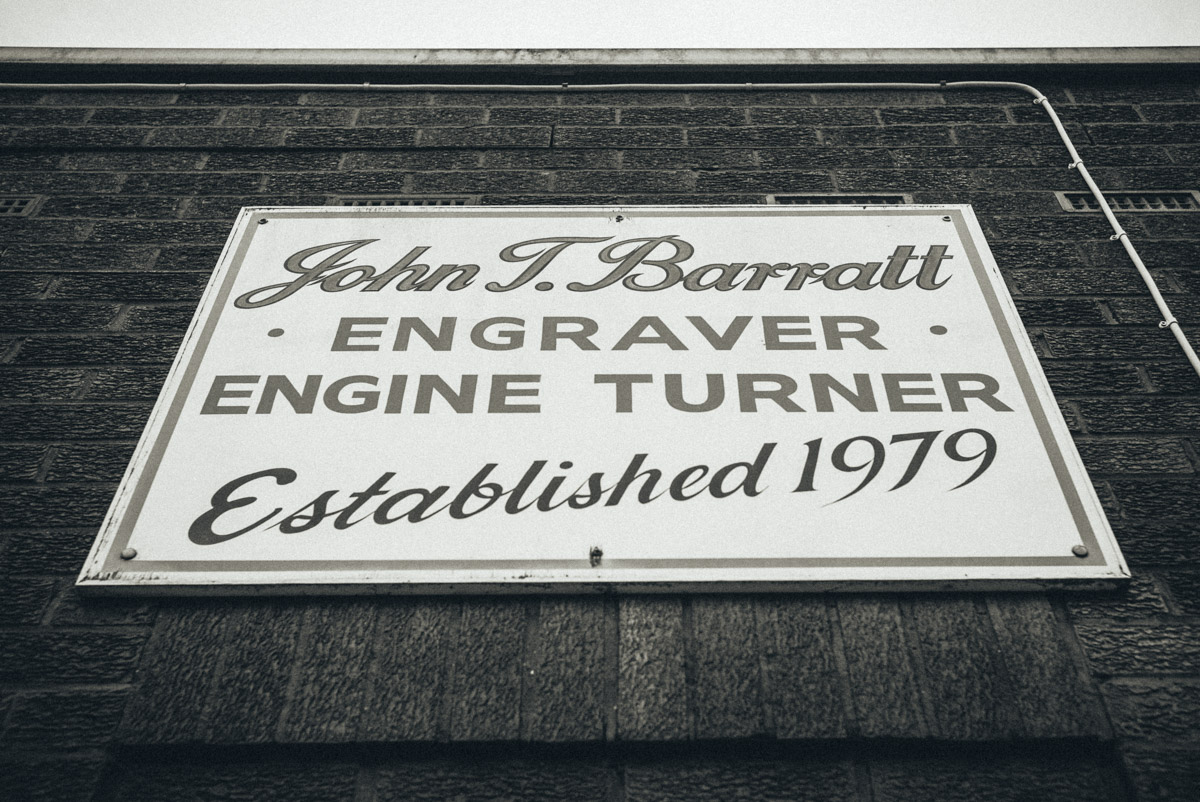 John T. Barratt
• ENGRAVER •
ENGINE TURNER
Established 1979